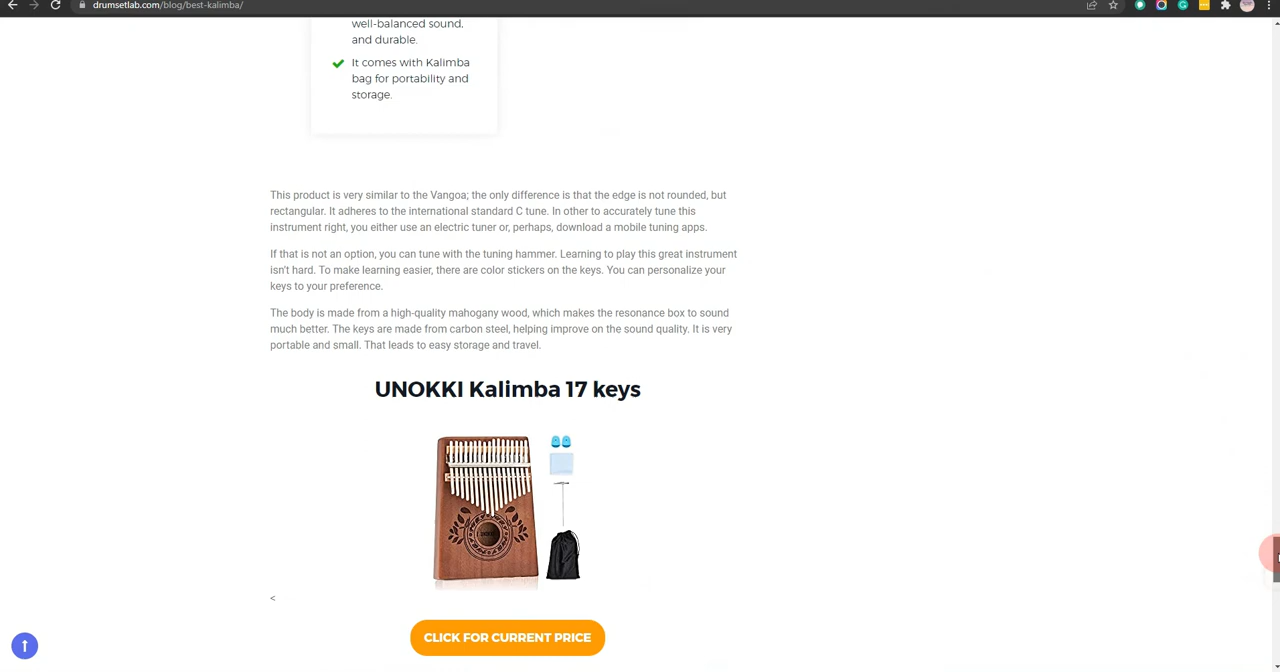 drumsetlab.com/blog/best-kalimba/
well-balanced sound,
and durable.
It comes with Kalimba
bag for portability and
storage.
This product is very similar to the Vangoa; the only difference is that the edge is not rounded, but
rectangular. It adheres to the international standard C tune. In other to accurately tune this
instrument right, you either use an electric tuner or, perhaps, download a mobile tuning apps.
If that is not an option, you can tune with the tuning hammer. Learning to play this great instrument
isn't hard. To make learning easier, there are color stickers on the keys. You can personalize your
keys to your preference.
The body is made from a high-quality mahogany wood, which makes the resonance box to sound
much better. The keys are made from carbon steel, helping improve on the sound quality. It is very
portable and small. That leads to easy storage and travel.
UNOKKI Kalimba 17 keys
<
CLICK FOR CURRENT PRICE